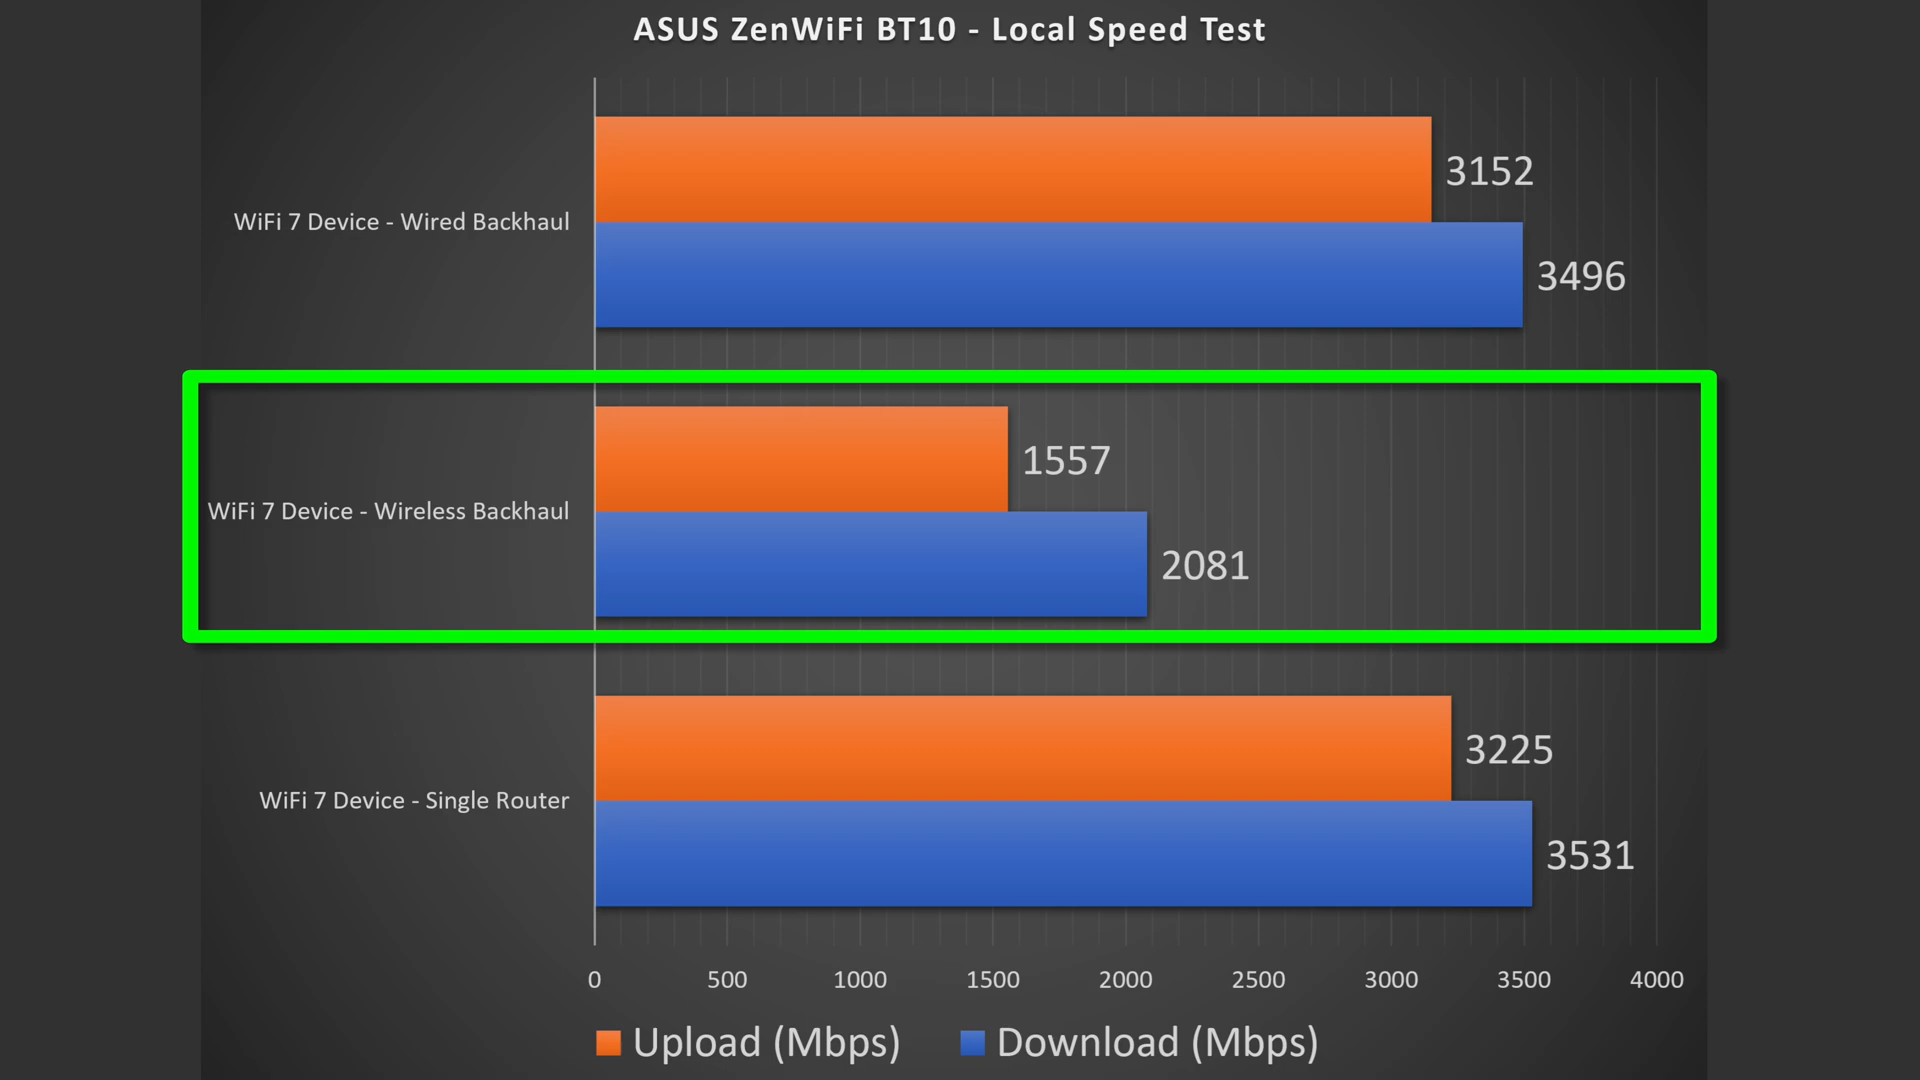 ASUS ZenWiFi BT10 - Local Speed Test
3152
WiFi 7 Device - Wired Backhaul
3496
1557
WiFi 7 Device - Wireless Backhaul
2081
3225
WiFi 7 Device - Single Router
3531
0 500 1000 1500 2000 2500 3000 3500 4000
Upload (Mbps) Download (Mbps)